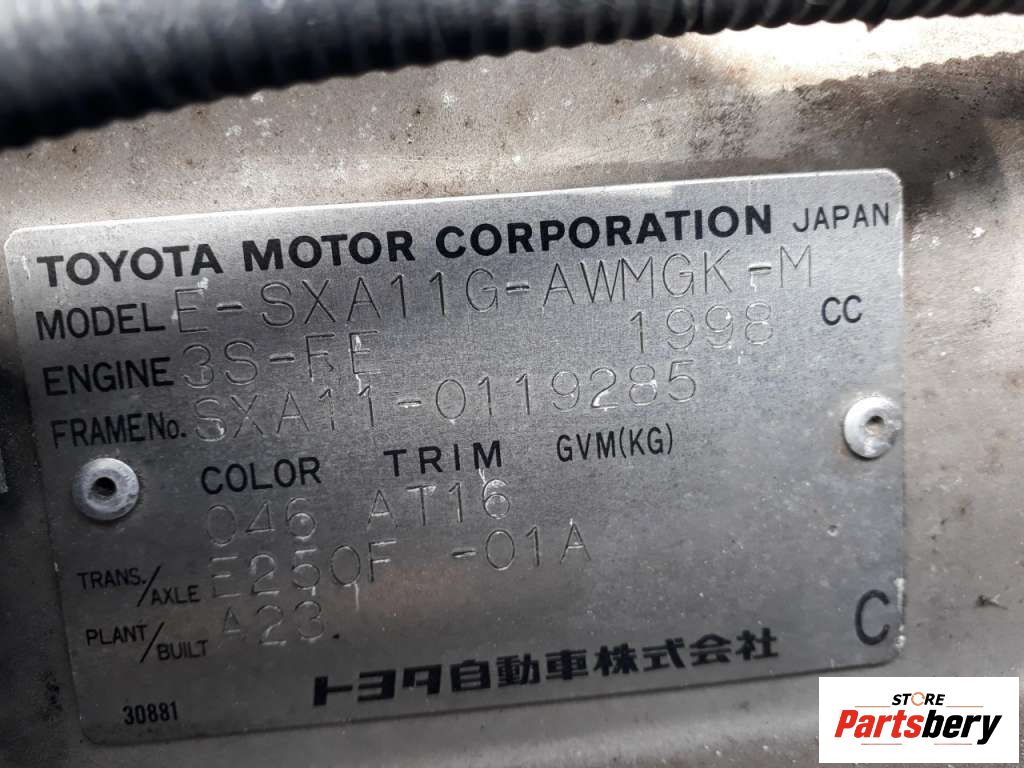 TOYOTA MOTOR CORPORATION JAPAN
MODEL E-SXA11G-AWMGK-M
ENGINE 3S-FE 1998 CC
FRAME No. SXA11-0119285
COLOR TRIM GVM(KG)
046 AT16
TRANS./AXLE E250F -01A
PLANT/BUILT A23
C
トヨタ自動車株式会社
30881
STORE
Partsbery